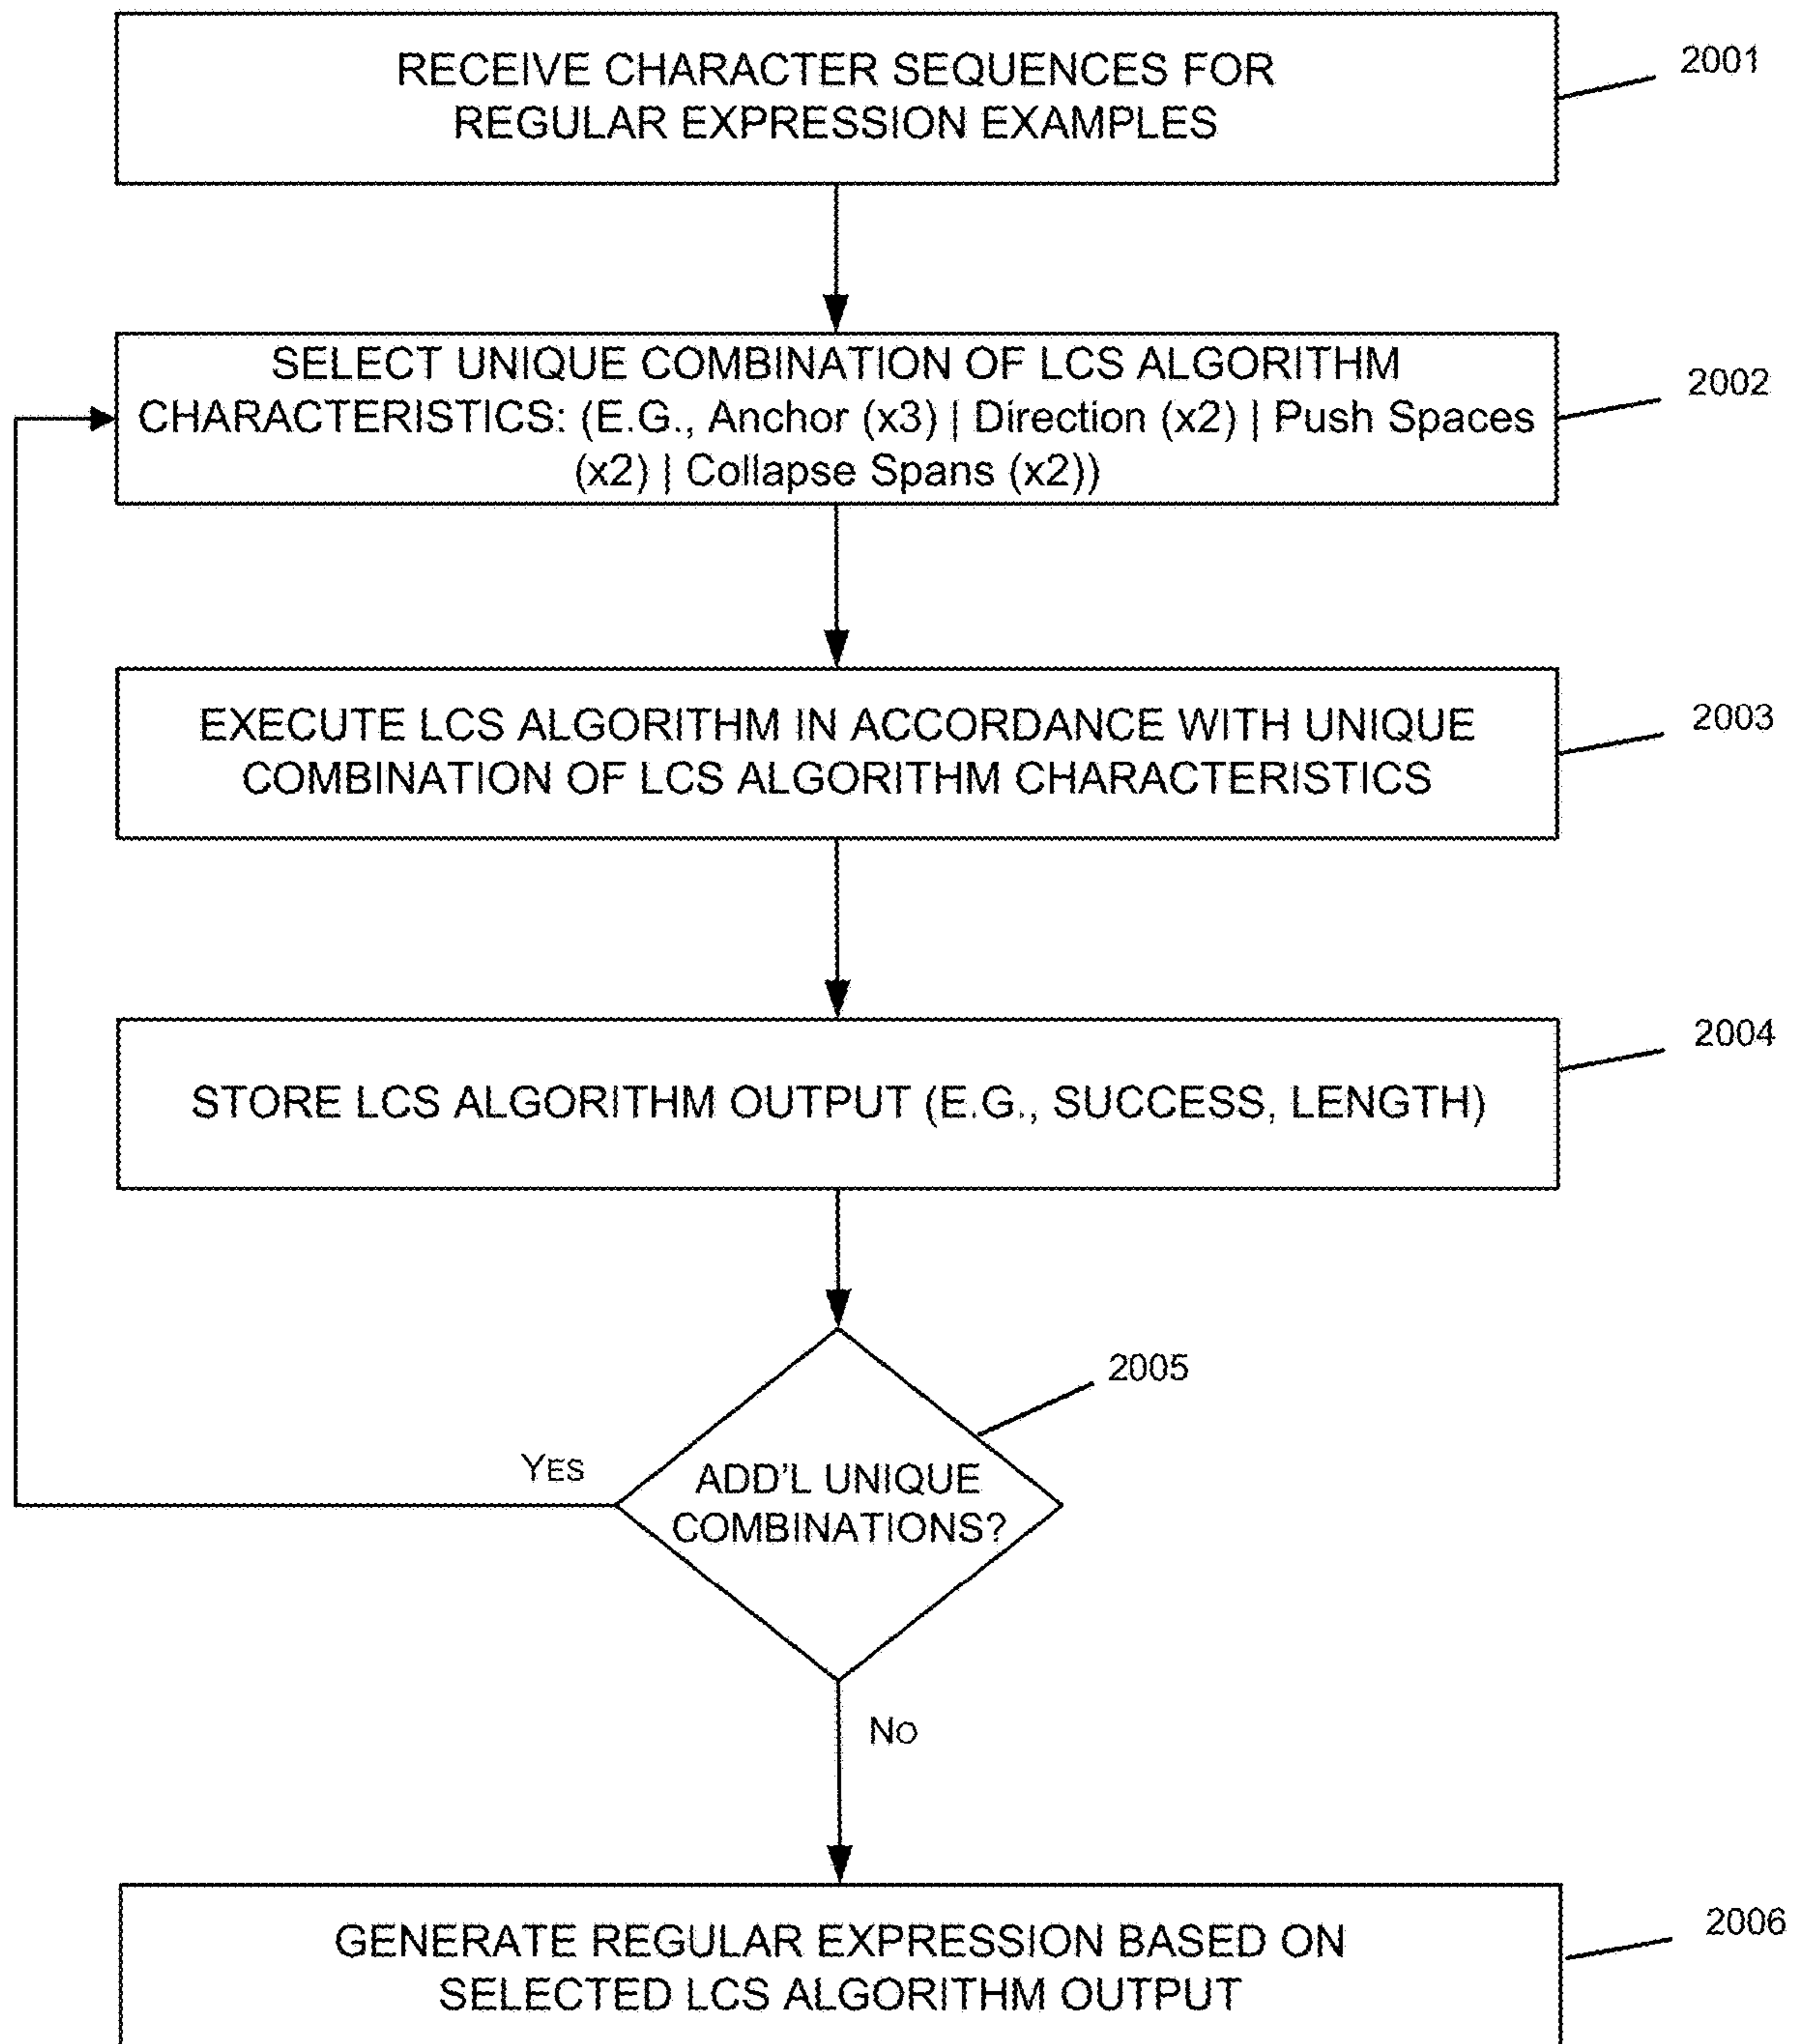 RECEIVE CHARACTER SEQUENCES FOR
REGULAR EXPRESSION EXAMPLES
2001
SELECT UNIQUE COMBINATION OF LCS ALGORITHM
CHARACTERISTICS: (E.G., Anchor (x3) | Direction (x2) | Push Spaces
(x2) | Collapse Spans (x2))
2002
EXECUTE LCS ALGORITHM IN ACCORDANCE WITH UNIQUE
COMBINATION OF LCS ALGORITHM CHARACTERISTICS
2003
STORE LCS ALGORITHM OUTPUT (E.G., SUCCESS, LENGTH)
2004
ADD'L UNIQUE
COMBINATIONS?
2005
YES
NO
GENERATE REGULAR EXPRESSION BASED ON
SELECTED LCS ALGORITHM OUTPUT
2006